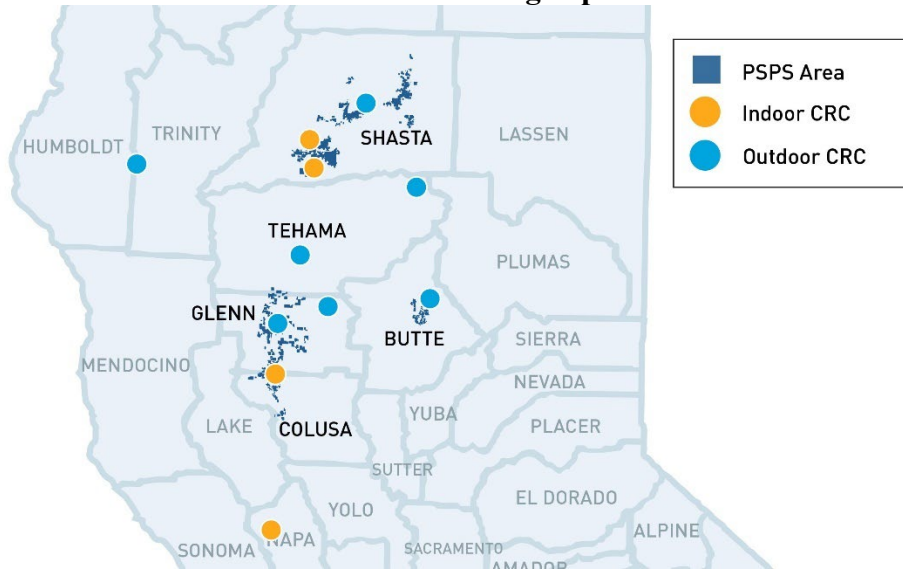 PSPS Area
Indoor CRC
Outdoor CRC
HUMBOLDT
TRINITY
SHASTA
LASSEN
TEHAMA
PLUMAS
GLENN
BUTTE
SIERRA
MENDOCINO
NEVADA
LAKE
COLUSA
YUBA
PLACER
SUTTER
EL DORADO
YOLO
NAPA
SONOMA
SACRAMENTO
ALPINE
AMADOR